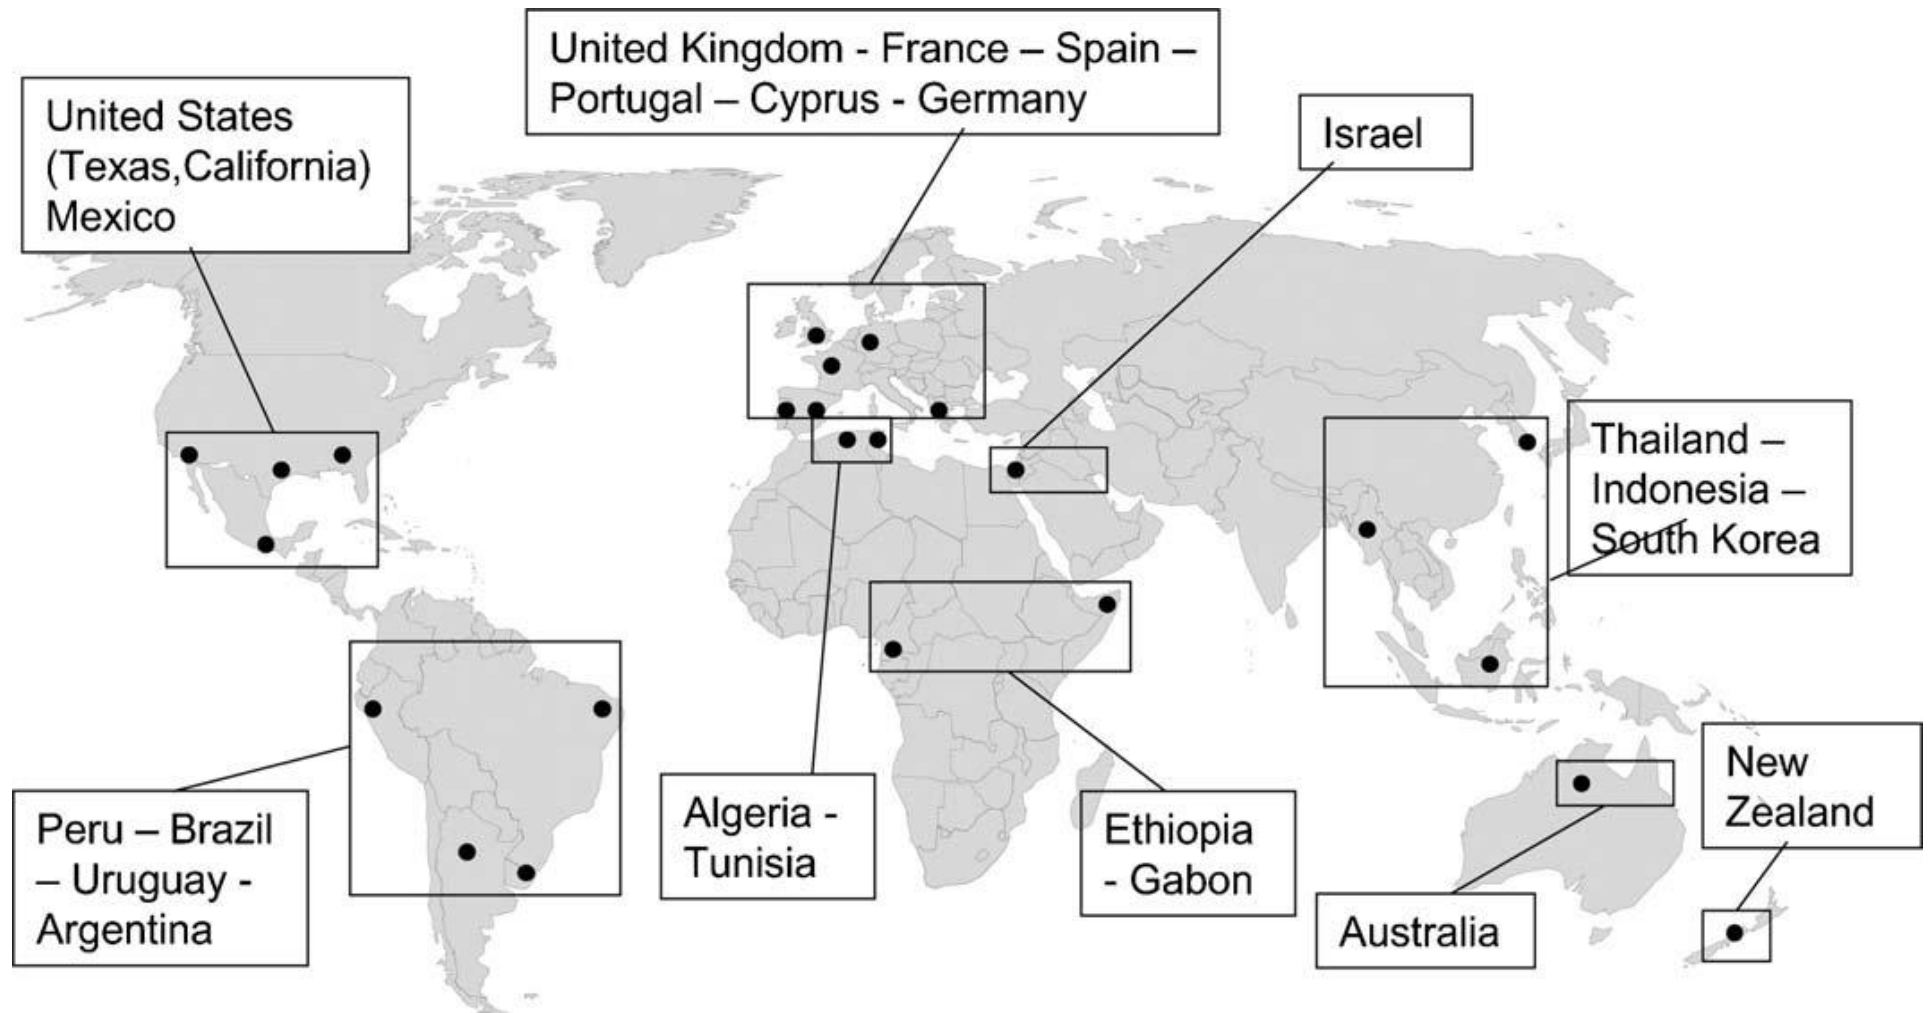 United Kingdom - France – Spain –
Portugal – Cyprus - Germany
United States
(Texas,California)
Mexico
Israel
Thailand –
Indonesia –
South Korea
New
Zealand
Peru – Brazil
– Uruguay -
Argentina
Algeria -
Tunisia
Ethiopia
- Gabon
Australia